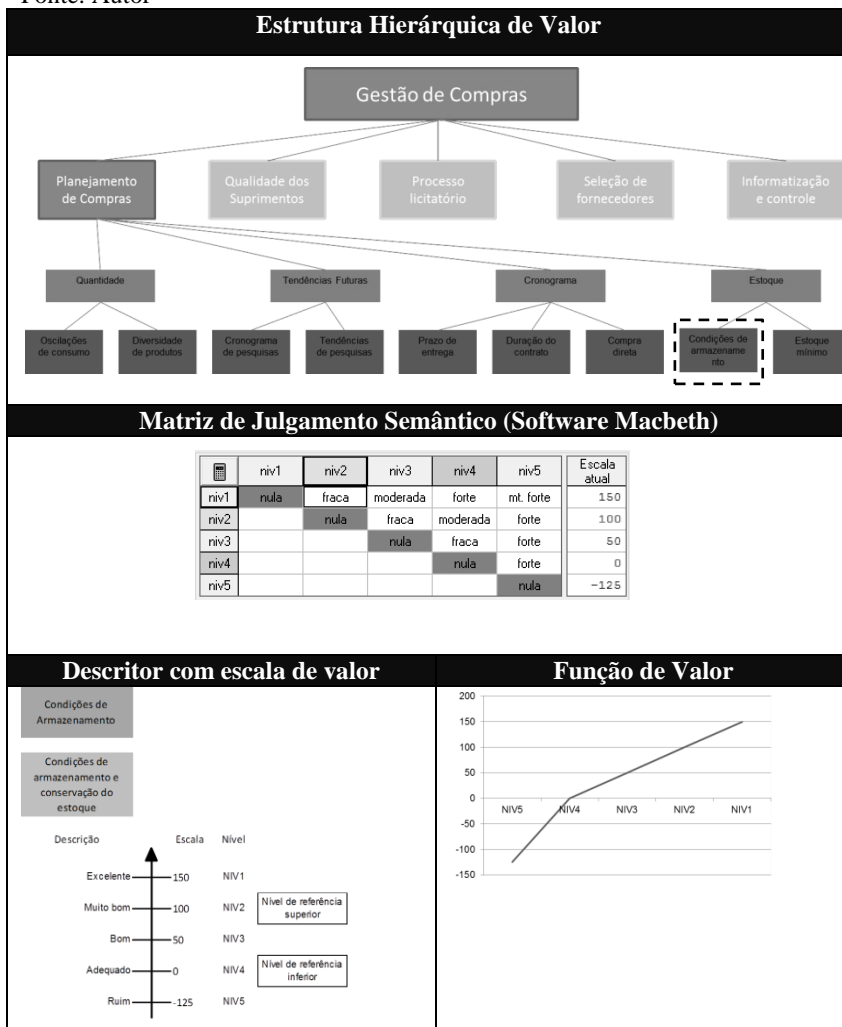 Fonte: Autor
Estrutura Hierárquica de Valor
Gestão de Compras
Planejamento
de Compras
Qualidade dos
Suprimentos
Processo
licitatório
Seleção de
fornecedores
Informatização
e controle
Quantidade
Tendências Futuras
Cronograma
Estoque
Oscilações
de consumo
Diversidade
de produtos
Cronograma
de pesquisas
Tendências
de pesquisas
Prazo de
entrega
Duração do
contrato
Compra
direta
Condições de
armazename
nto
Estoque
mínimo
Matriz de Julgamento Semântico (Software Macbeth)
niv1 niv2 niv3 niv4 niv5 Escala
atual
niv1 nula fraca moderada forte mt. forte 150
niv2 nula fraca moderada forte 100
niv3 nula fraca forte 50
niv4 nula forte 0
niv5 nula -125
Descritor com escala de valor
Condições de
Armazenamento
Condições de
armazenamento e
conservação do
estoque
Descrição Escala Nível
Excelente 150 NIV1
Muito bom 100 NIV2 Nível de referência
superior
Bom 50 NIV3
Adequado 0 NIV4 Nível de referência
inferior
Ruim -125 NIV5
Função de Valor
200
150
100
50
0
NIV5 NIV4 NIV3 NIV2 NIV1
-50
-100
-150